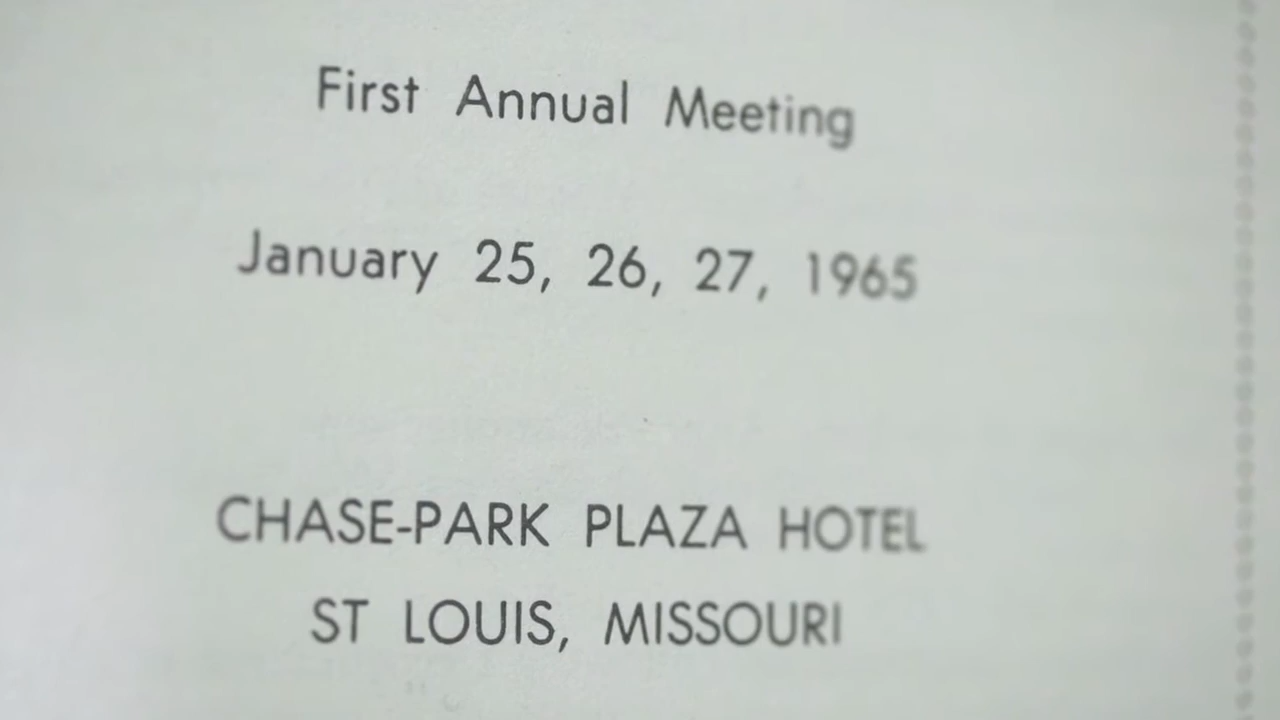 First Annual Meeting
January 25, 26, 27, 1965
CHASE-PARK PLAZA HOTEL
ST LOUIS, MISSOURI